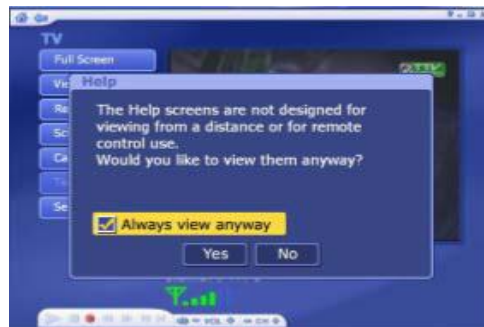 TV
Full Screen
Help
The Help screens are not designed for
viewing from a distance or for remote
control use.
Would you like to view them anyway?
Always view anyway
Yes
No
VOL
CH